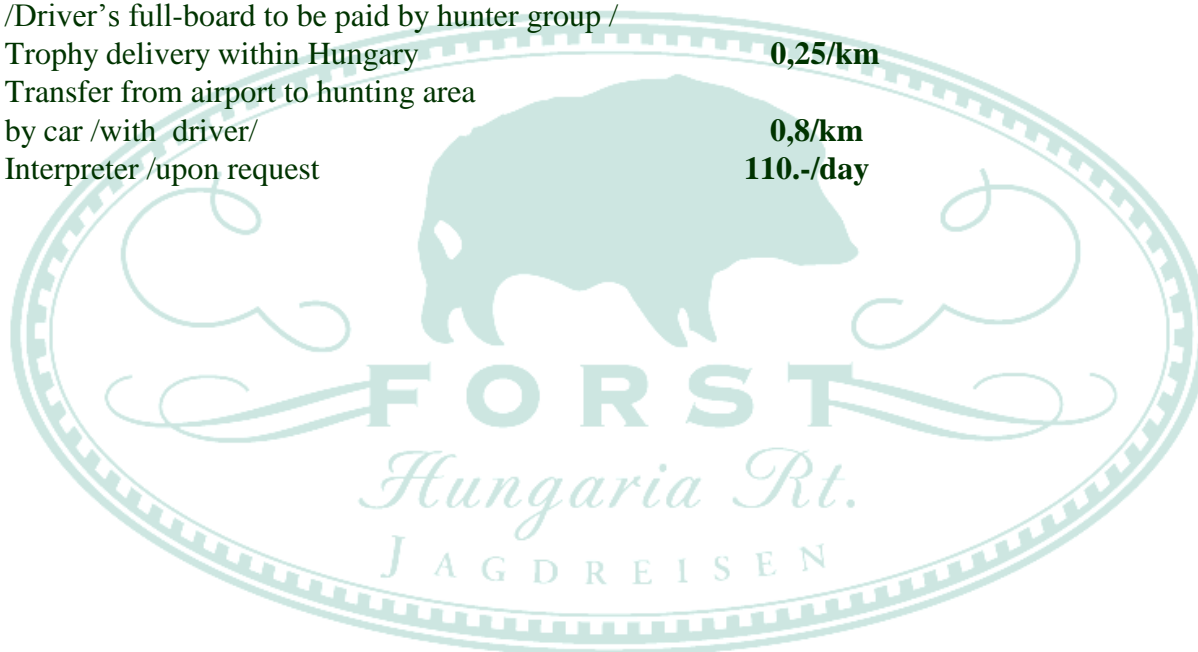 /Driver’s full-board to be paid by hunter group /
Trophy delivery within Hungary 0,25/km
Transfer from airport to hunting area
by car /with driver/ 0,8/km
Interpreter /upon request 110.-/day
FORST
Hungaria Rt.
JAGDREISEN